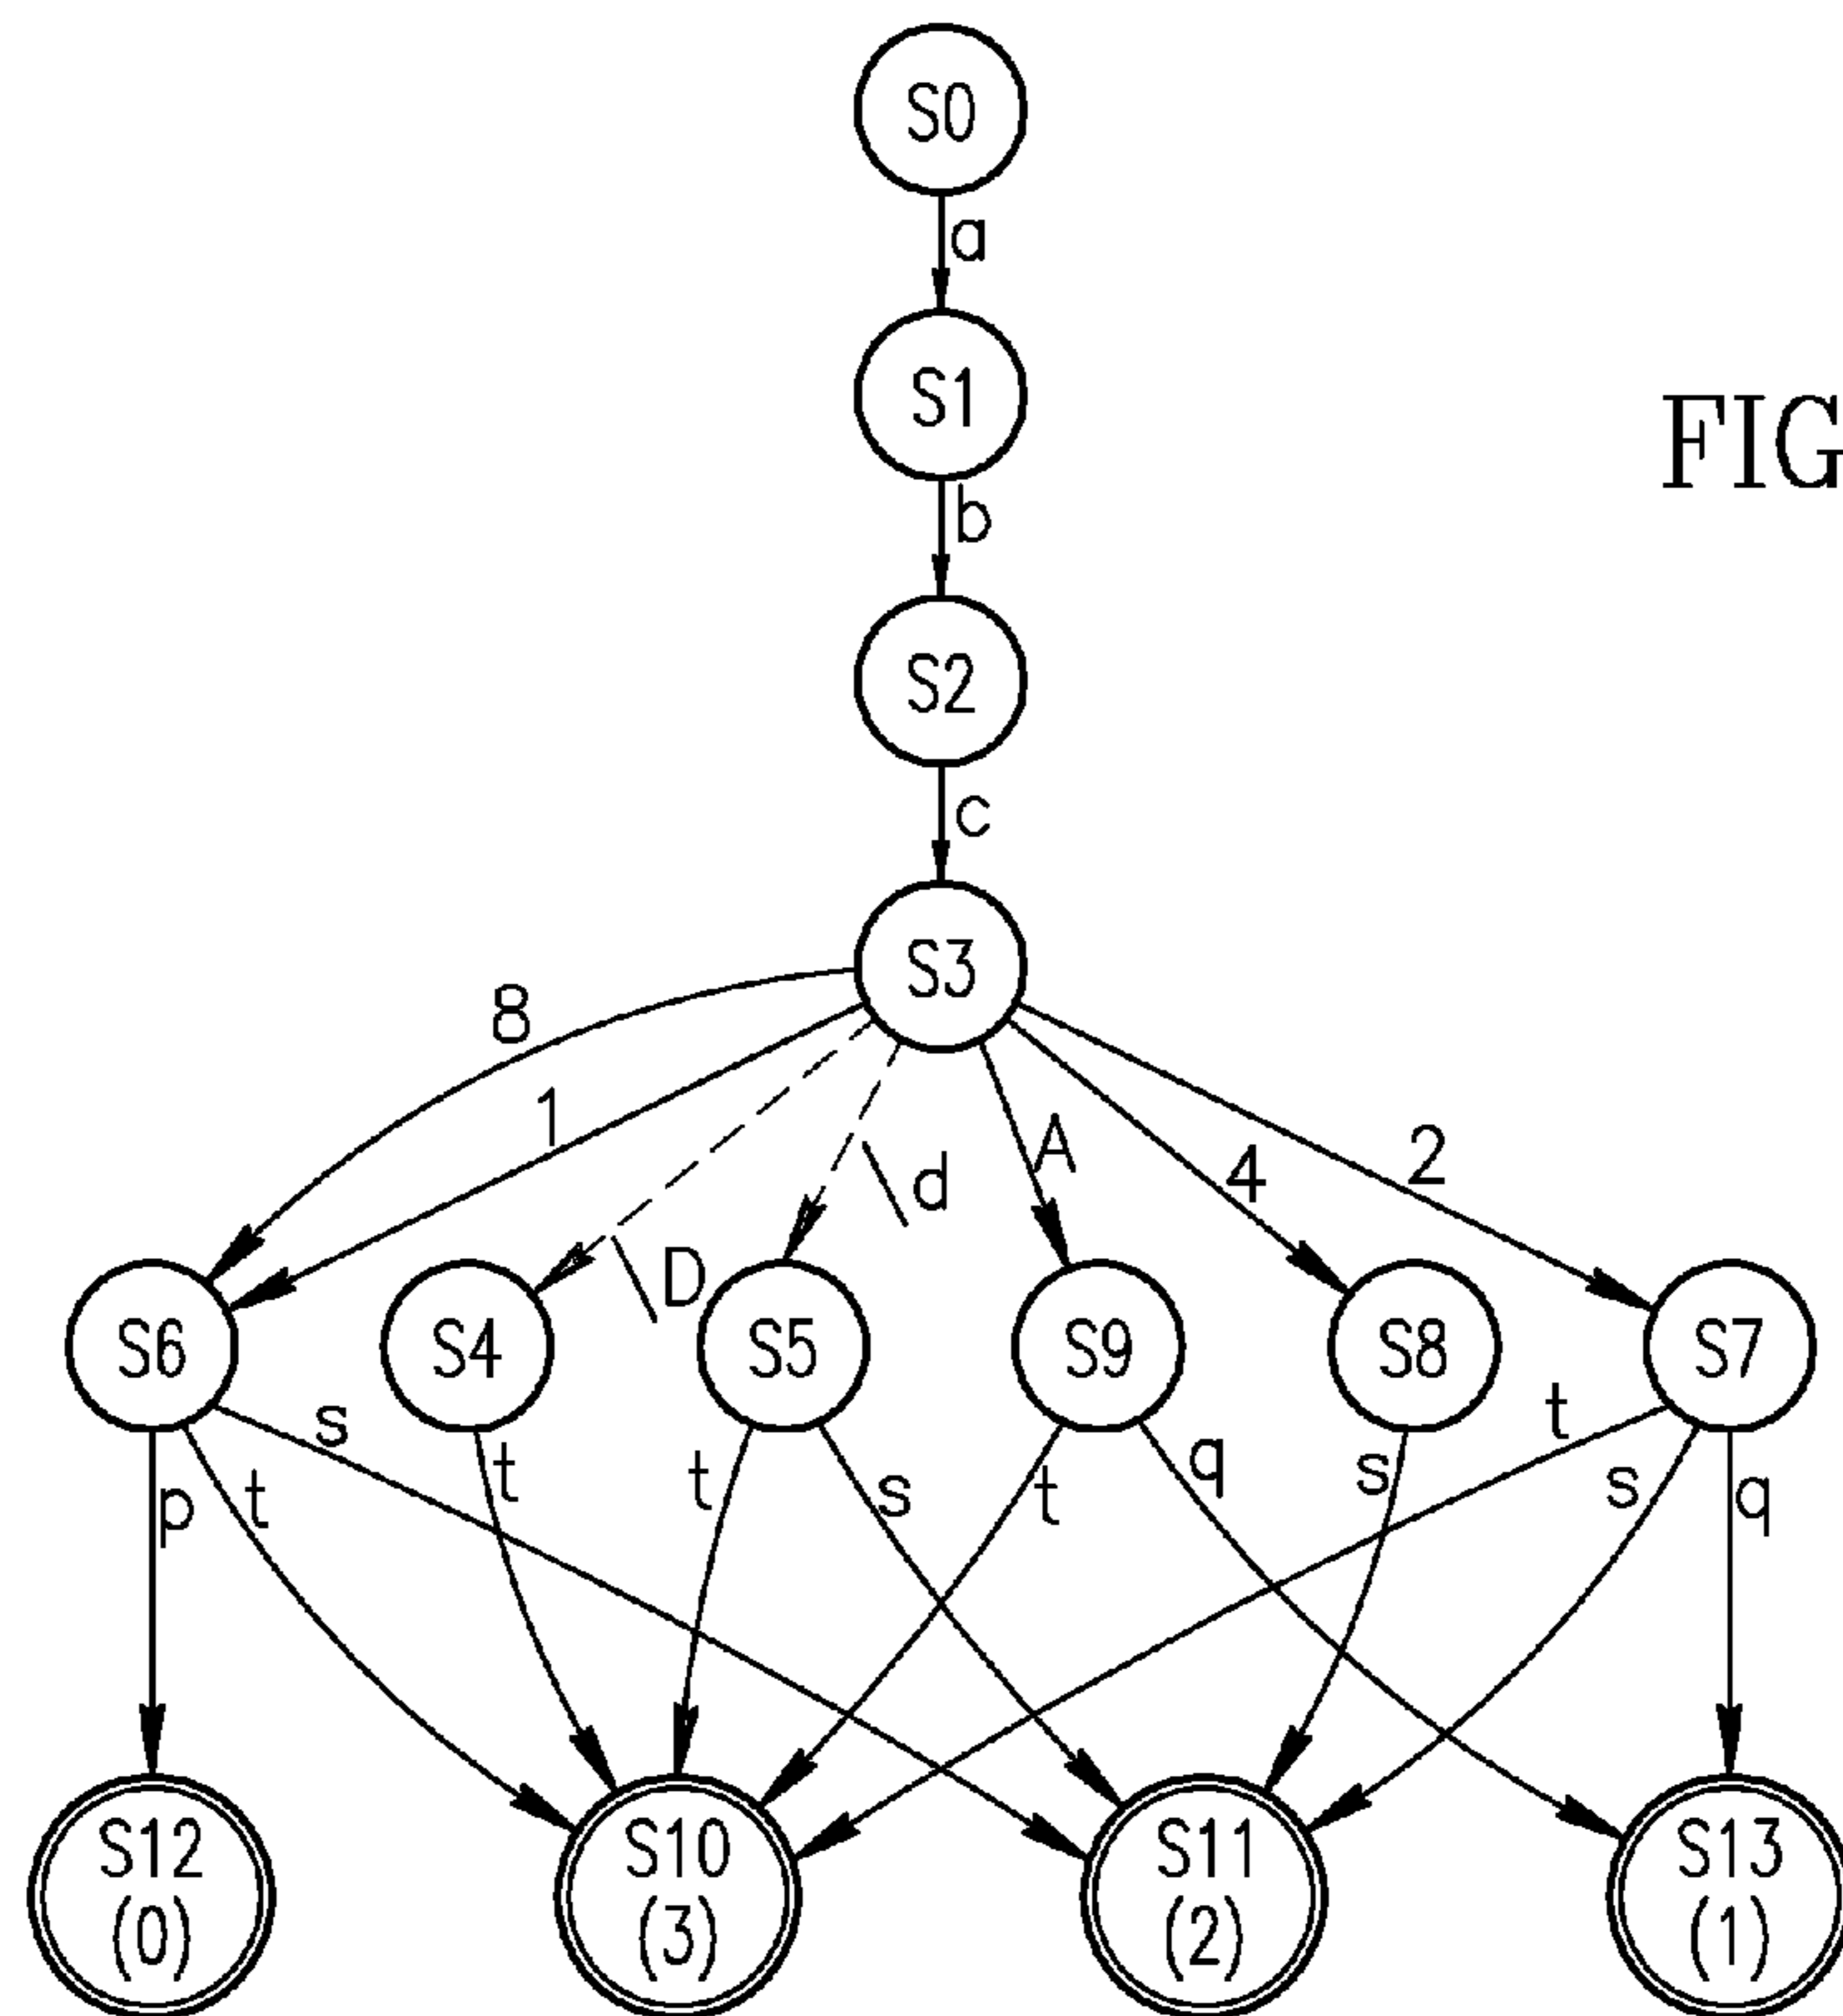 S0
a
S1
FIG
b
S2
c
S3
8
1
A
4
2
\d
\D
S6
S4
S5
S9
S8
S7
s
t
p
t
t
t
s
t
q
s
s
q
S12
(0)
S10
(3)
S11
(2)
S13
(1)